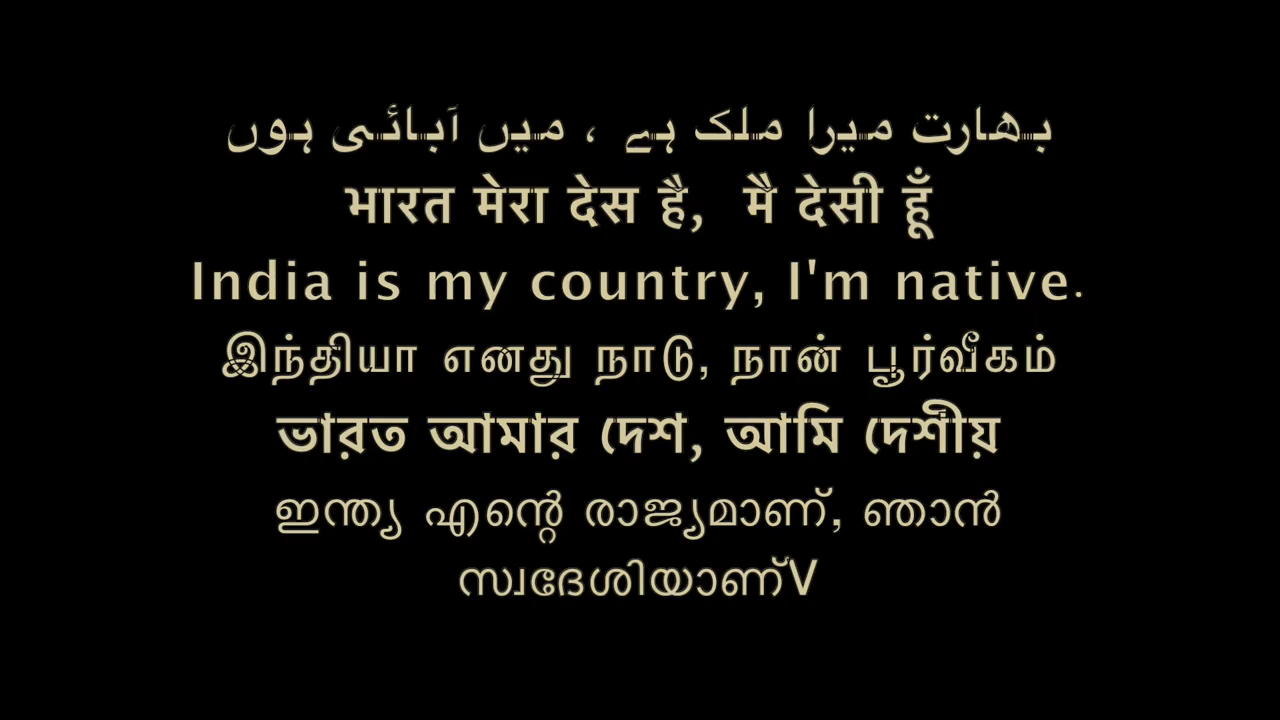 بھارت میرا ملک ہے ، میں آبائی ہوں
भारत मेरा देस है, मै देसी हूँ
India is my country, I'm native.
இந்தியா எனது நாடு, நான் பூர்வீகம்
ভারত আমার দেশ, আমি দেশীয়
ഇന്ത്യ എന്റെ രാജ്യമാണ്, ഞാൻ
സ്വദേശിയാണ്V